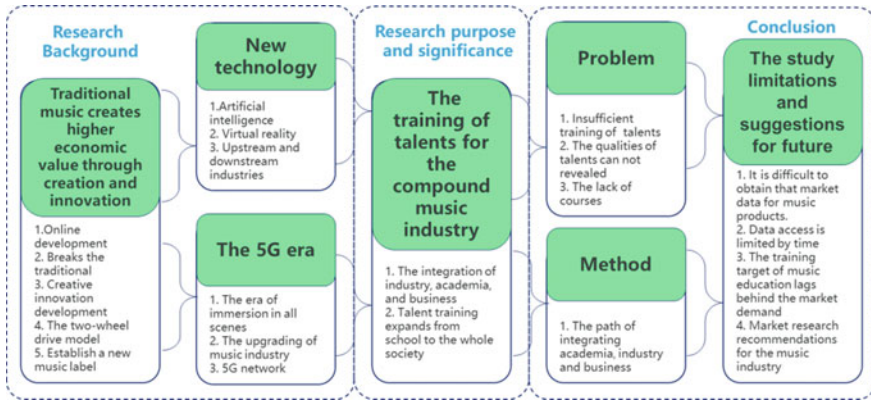 Research
Background
Traditional
music creates
higher
economic
value through
creation and
innovation
1.Online
development
2. Breaks the
traditional
3. Creative
innovation
development
4. The two-wheel
drive model
5. Establish a new
music label
New
technology
1.Artificial
intelligence
2. Virtual reality
3. Upstream and
downstream
industries
The 5G era
1. The era of
immersion in all
scenes
2. The upgrading of
music industry
3. 5G network
Research purpose
and significance
The
training of
talents for
the
compound
music
industry
1. The integration of
industry, academia,
and business
2. Talent training
expands from
school to the whole
society
Problem
1. Insufficient
training of talents
2. The qualities of
talents can not
revealed
3. The lack of
courses
Method
1. The path of
integrating
academia, industry
and business
Conclusion
The study
limitations
and
suggestions
for future
1. It is difficult to
obtain that market
data for music
products.
2. Data access is
limited by time
3. The training
target of music
education lags
behind the market
demand
4. Market research
recommendations
for the music
industry